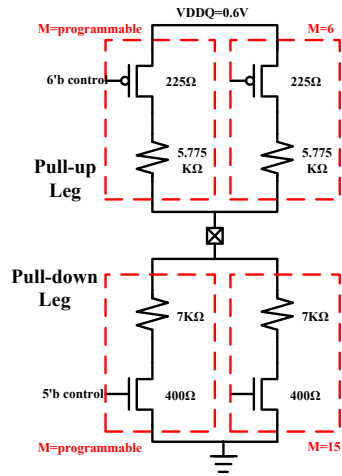 VDDQ=0.6V
M=programmable
M=6
6'b control
225Ω
225Ω
5.775
KΩ
5.775
KΩ
Pull-up
Leg
Pull-down
Leg
7KΩ
7KΩ
5'b control
400Ω
400Ω
M=programmable
M=15